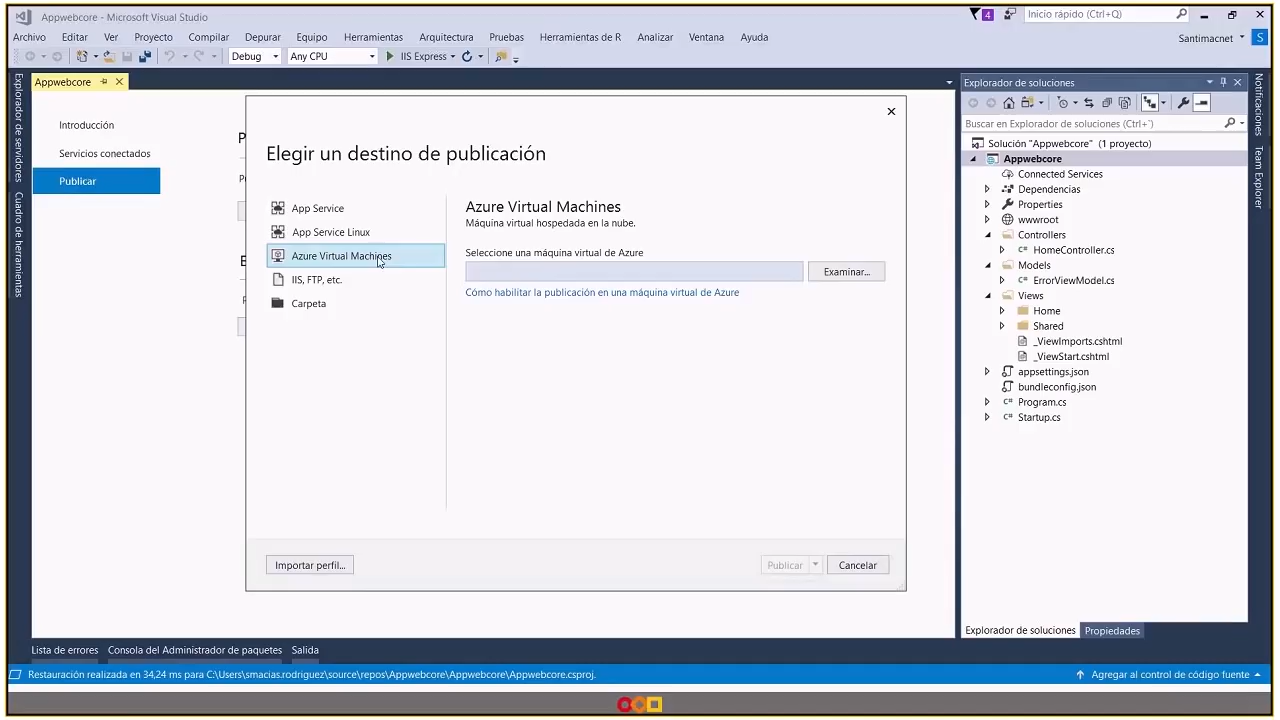 Appwebcore - Microsoft Visual Studio
4
Inicio rápido (Ctrl+Q)
Archivo Editar Ver Proyecto Compilar Depurar Equipo Herramientas Arquitectura Pruebas Herramientas de R Analizar Ventana Ayuda
Santimacnet
S
Debug
Any CPU
IIS Express
Explorador de servidores
Cuadro de herramientas
Appwebcore
Introducción
Servicios conectados
Publicar
Elegir un destino de publicación
App Service
App Service Linux
Azure Virtual Machines
IIS, FTP, etc.
Carpeta
Azure Virtual Machines
Máquina virtual hospedada en la nube.
Seleccione una máquina virtual de Azure
Examinar...
Cómo habilitar la publicación en una máquina virtual de Azure
Importar perfil...
Publicar
Cancelar
Explorador de soluciones
Buscar en Explorador de soluciones (Ctrl+`)
Solución "Appwebcore" (1 proyecto)
Appwebcore
Connected Services
Dependencias
Properties
wwwroot
Controllers
C# HomeController.cs
Models
C# ErrorViewModel.cs
Views
Home
Shared
_ViewImports.cshtml
_ViewStart.cshtml
appsettings.json
bundleconfig.json
C# Program.cs
C# Startup.cs
Explorador de soluciones
Propiedades
Notificaciones
Team Explorer
Lista de errores
Consola del Administrador de paquetes
Salida
Restauración realizada en 34,24 ms para C:\Users\smacias.rodriguez\source\repos\Appwebcore\Appwebcore\Appwebcore.csproj.
Agregar al control de código fuente